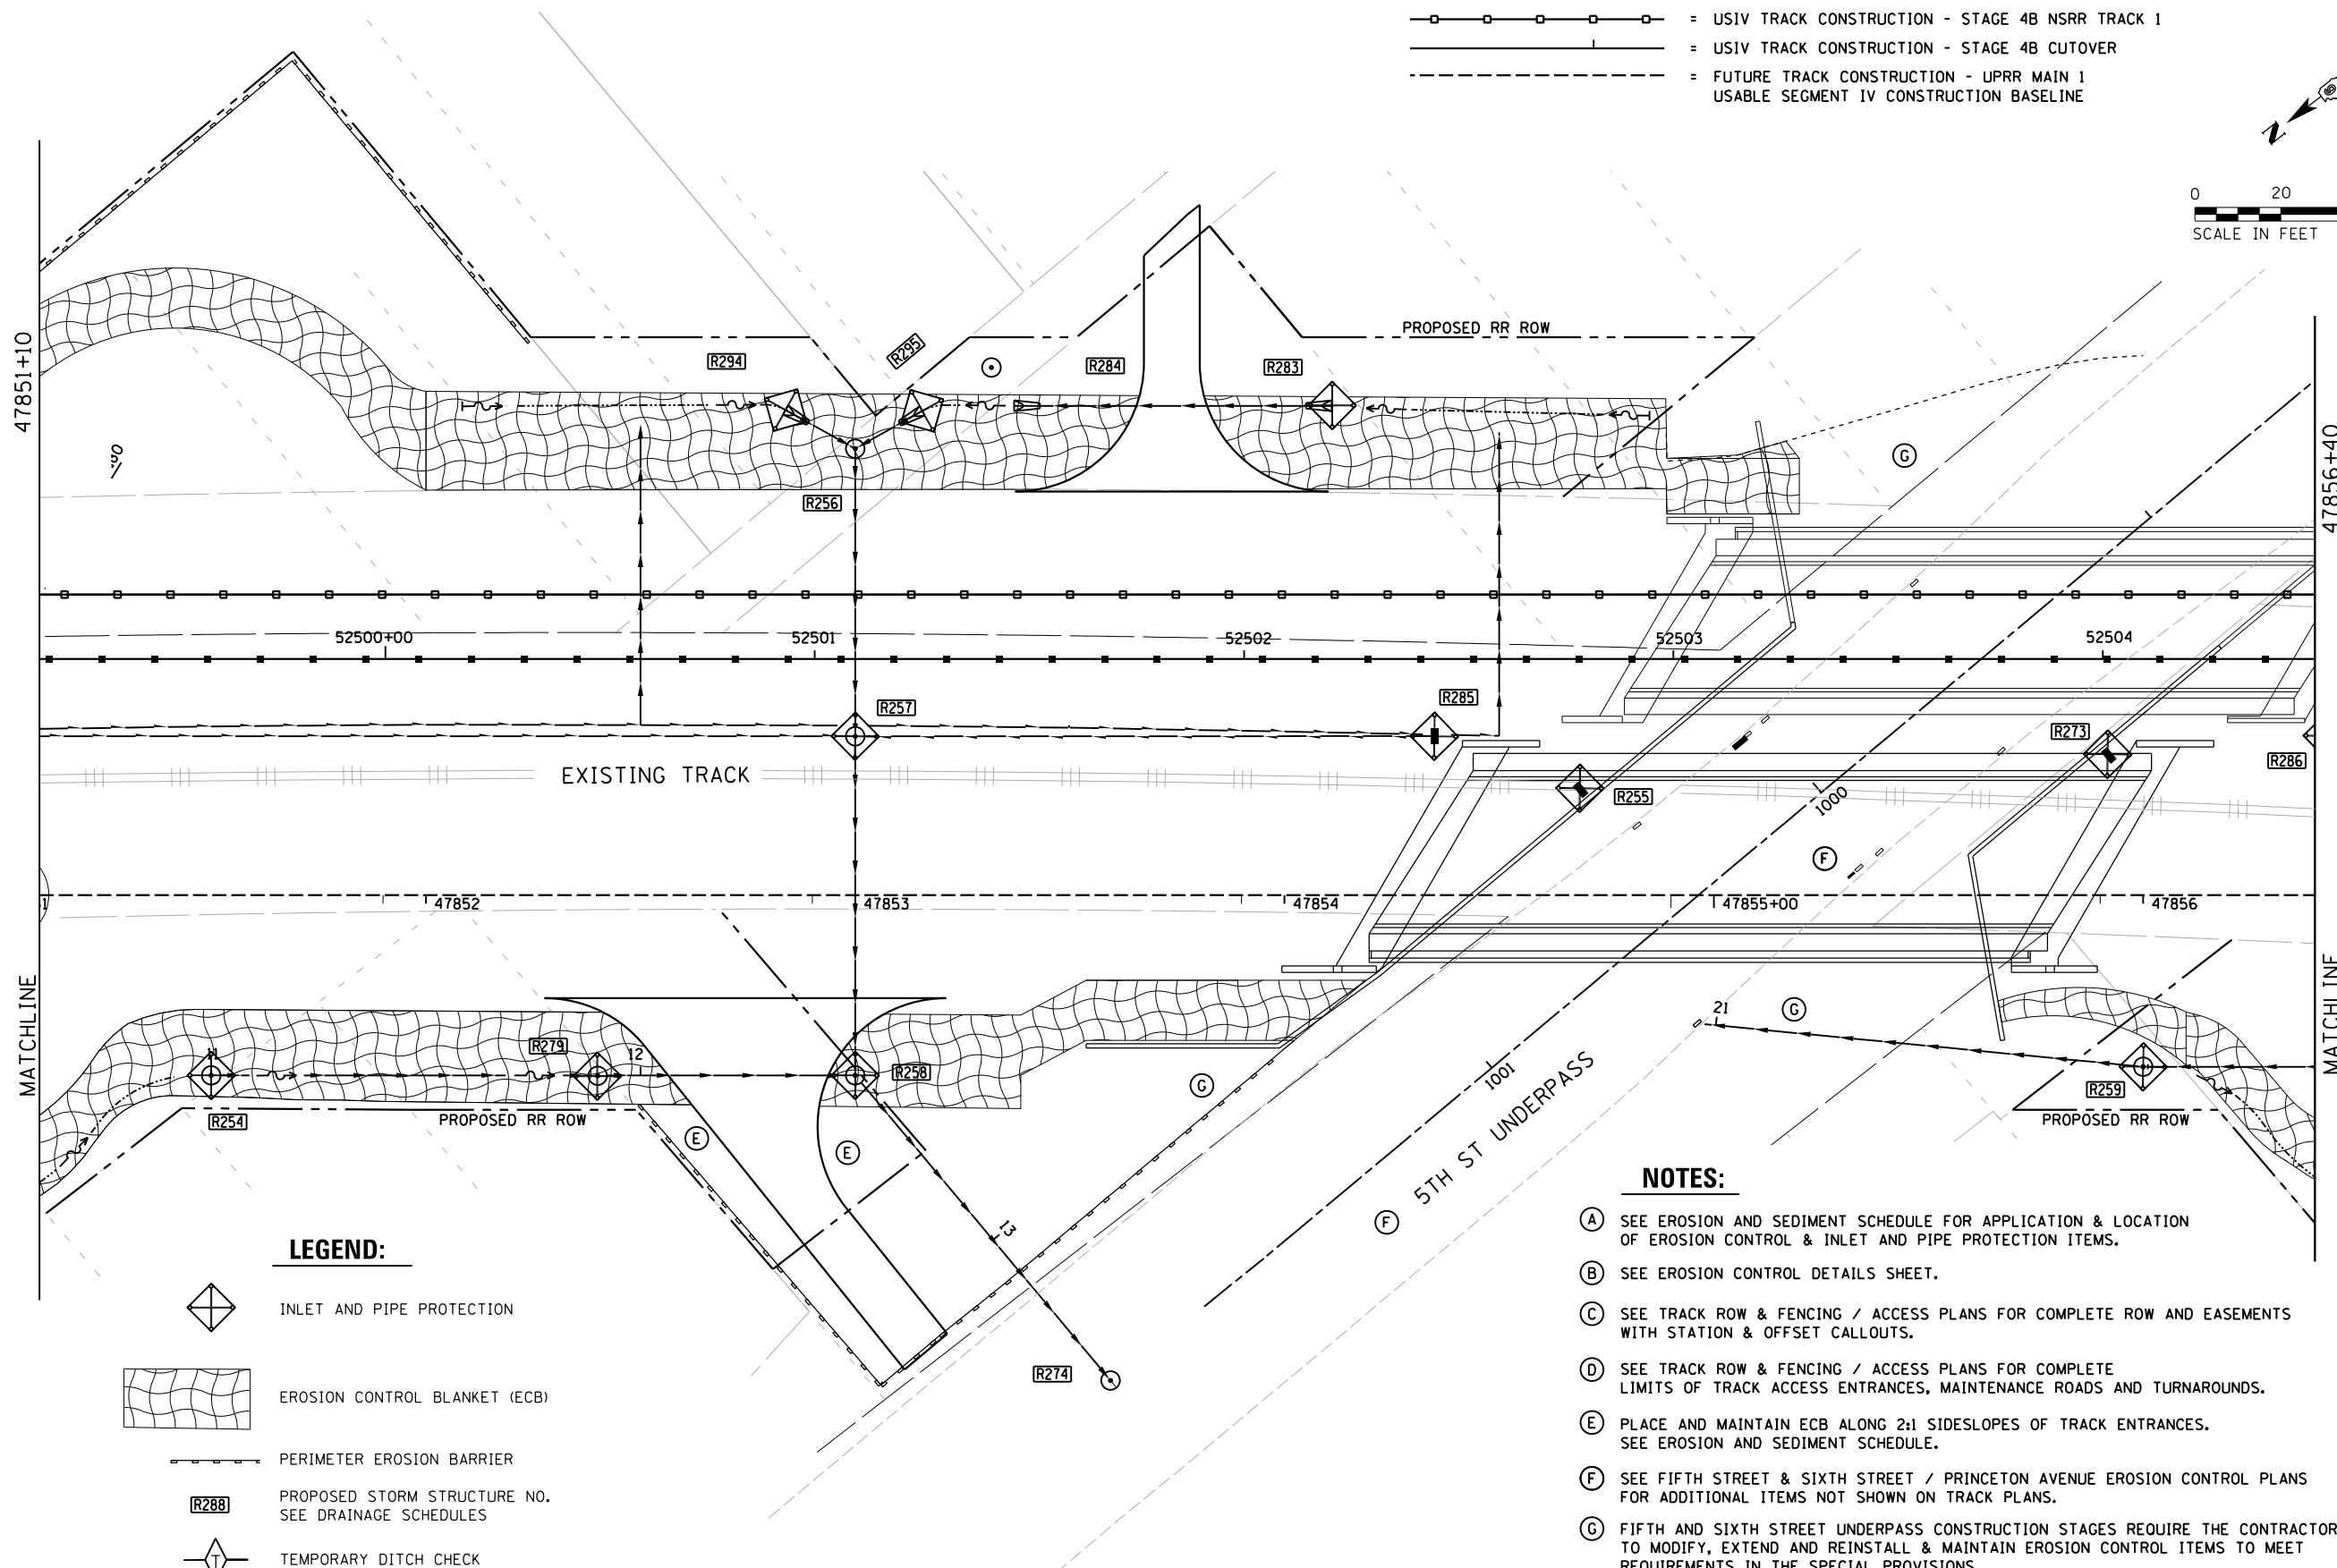 = USIV TRACK CONSTRUCTION - STAGE 4B NSRR TRACK 1
= USIV TRACK CONSTRUCTION - STAGE 4B CUTOVER
= FUTURE TRACK CONSTRUCTION - UPRR MAIN 1
USABLE SEGMENT IV CONSTRUCTION BASELINE
N
0 20
SCALE IN FEET
47851+10
MATCHLINE
47856+40
MATCHLINE
PROPOSED RR ROW
R294
R295
R284
R283
G
R256
52500+00
52501
52502
52503
52504
R257
R285
R273
R286
EXISTING TRACK
R255
1000
F
1
47852
47853
47854
47855+00
47856
21
G
R279
12
11
R258
R254
PROPOSED RR ROW
E
E
G
1001
5TH ST UNDERPASS
F
R259
PROPOSED RR ROW
13
R274
LEGEND:
INLET AND PIPE PROTECTION
EROSION CONTROL BLANKET (ECB)
PERIMETER EROSION BARRIER
R288
PROPOSED STORM STRUCTURE NO.
SEE DRAINAGE SCHEDULES
T
TEMPORARY DITCH CHECK
NOTES:
A SEE EROSION AND SEDIMENT SCHEDULE FOR APPLICATION & LOCATION
OF EROSION CONTROL & INLET AND PIPE PROTECTION ITEMS.
B SEE EROSION CONTROL DETAILS SHEET.
C SEE TRACK ROW & FENCING / ACCESS PLANS FOR COMPLETE ROW AND EASEMENTS
WITH STATION & OFFSET CALLOUTS.
D SEE TRACK ROW & FENCING / ACCESS PLANS FOR COMPLETE
LIMITS OF TRACK ACCESS ENTRANCES, MAINTENANCE ROADS AND TURNAROUNDS.
E PLACE AND MAINTAIN ECB ALONG 2:1 SIDESLOPES OF TRACK ENTRANCES.
SEE EROSION AND SEDIMENT SCHEDULE.
F SEE FIFTH STREET & SIXTH STREET / PRINCETON AVENUE EROSION CONTROL PLANS
FOR ADDITIONAL ITEMS NOT SHOWN ON TRACK PLANS.
G FIFTH AND SIXTH STREET UNDERPASS CONSTRUCTION STAGES REQUIRE THE CONTRACTOR
TO MODIFY, EXTEND AND REINSTALL & MAINTAIN EROSION CONTROL ITEMS TO MEET
REQUIREMENTS IN THE SPECIAL PROVISIONS